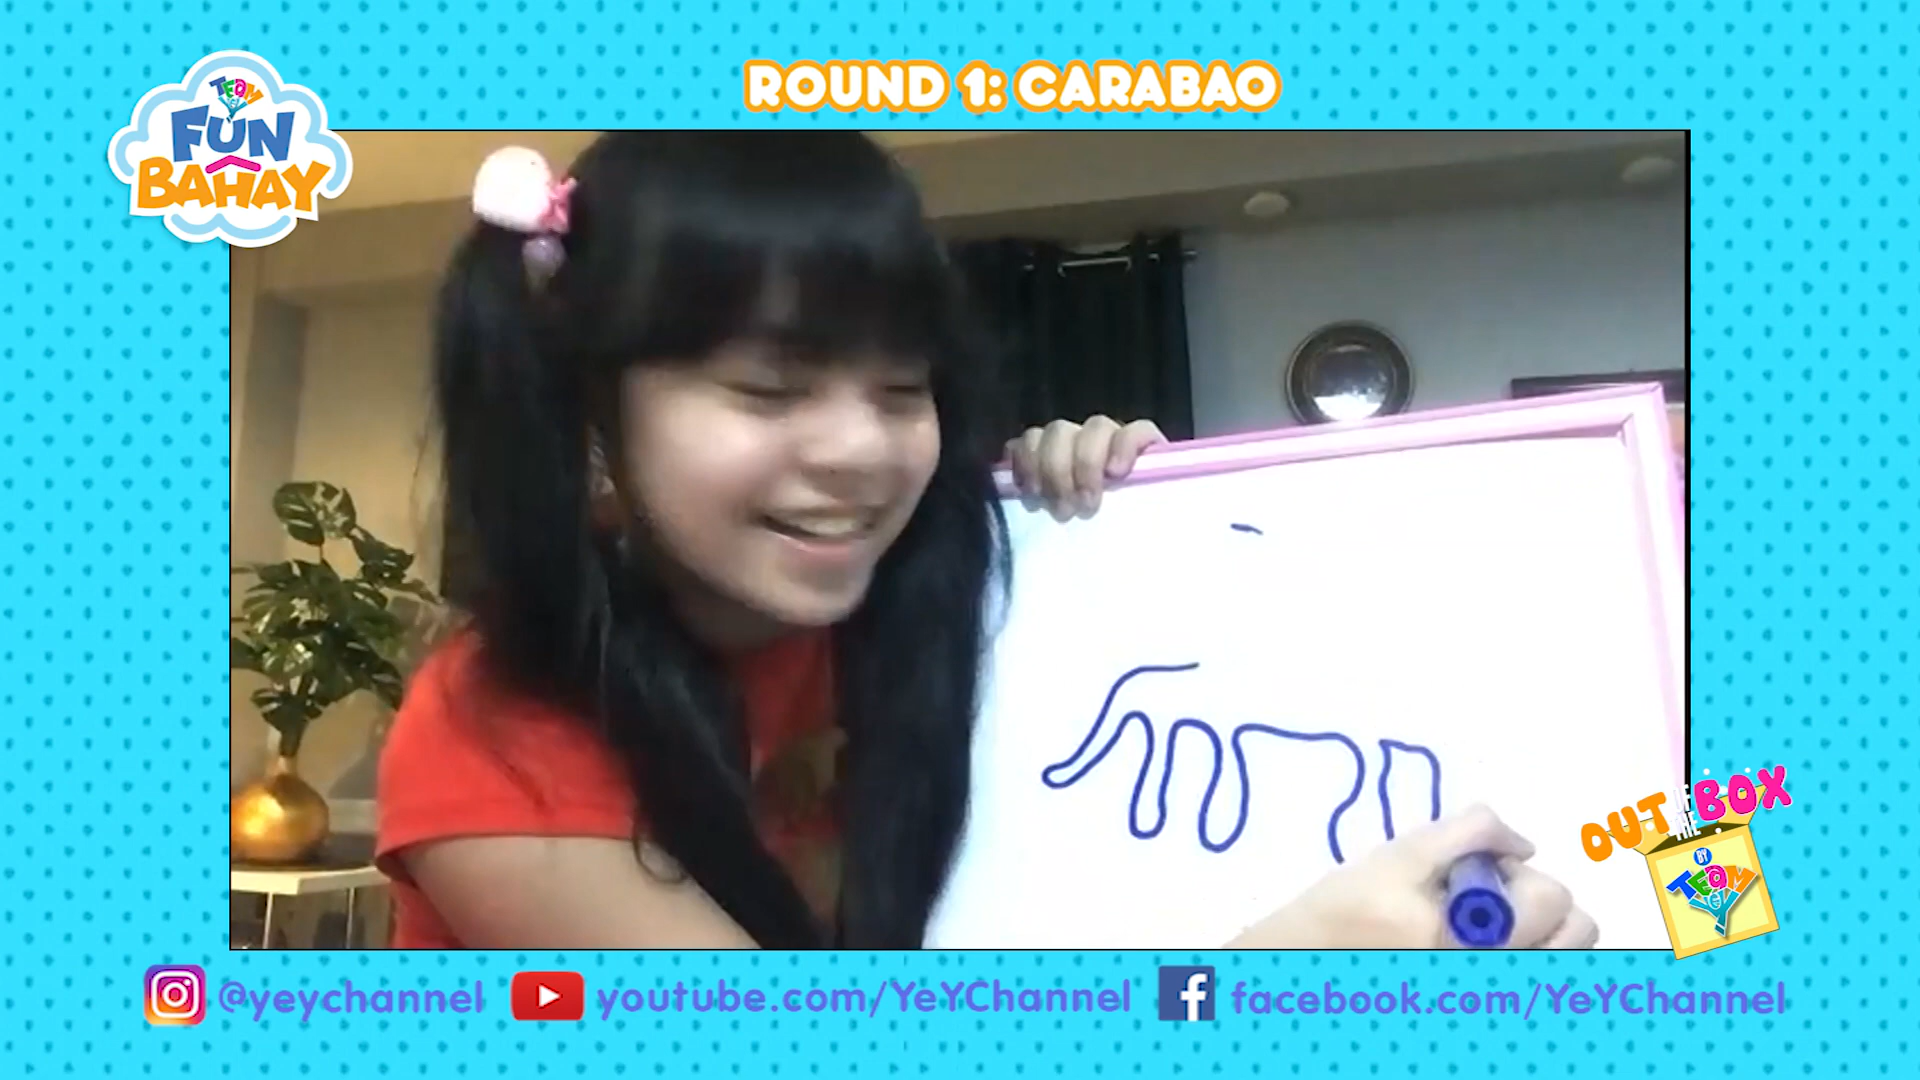 ROUND 1: CARABAO
TEAM
YeY
FUN
BAHAY
OUT OF THE BOX
BY
TEAM
YeY
@yeychannel
youtube.com/YeYChannel
facebook.com/YeYChannel